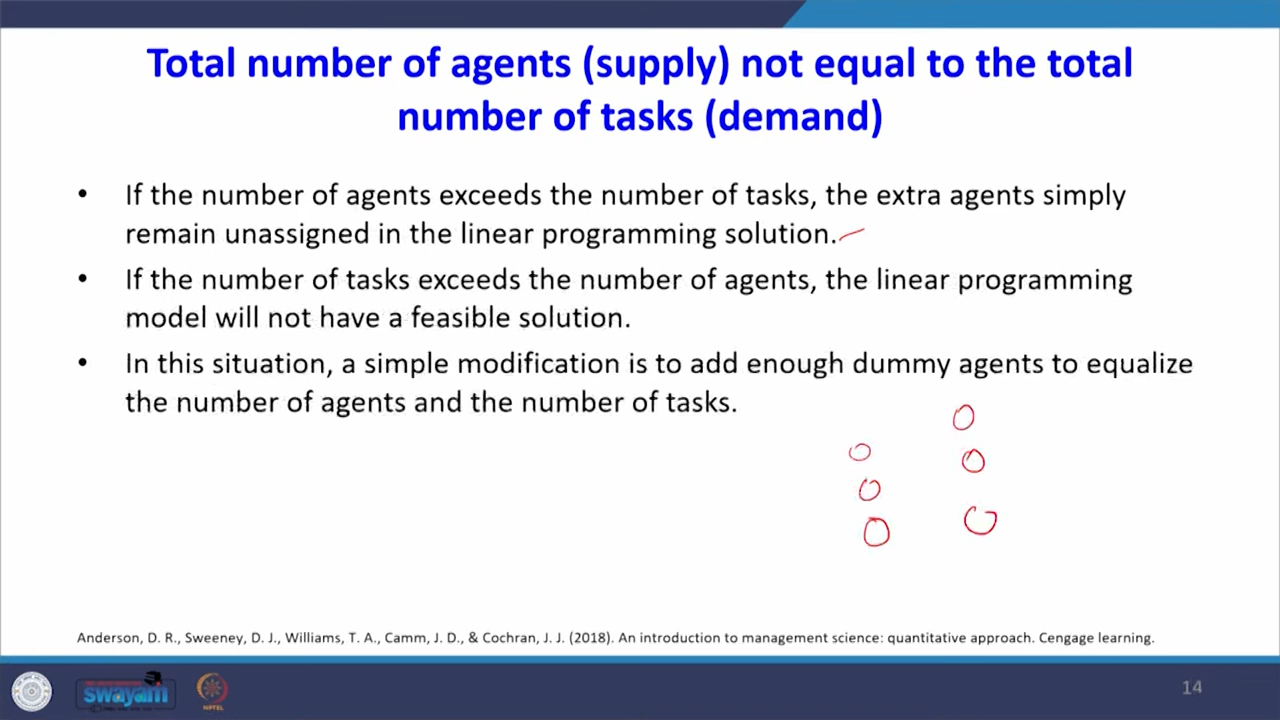 Total number of agents (supply) not equal to the total
number of tasks (demand)
• If the number of agents exceeds the number of tasks, the extra agents simply
remain unassigned in the linear programming solution.
• If the number of tasks exceeds the number of agents, the linear programming
model will not have a feasible solution.
• In this situation, a simple modification is to add enough dummy agents to equalize
the number of agents and the number of tasks.
Anderson, D. R., Sweeney, D. J., Williams, T. A., Camm, J. D., & Cochran, J. J. (2018). An introduction to management science: quantitative approach. Cengage learning.
swayam
NPTEL
14